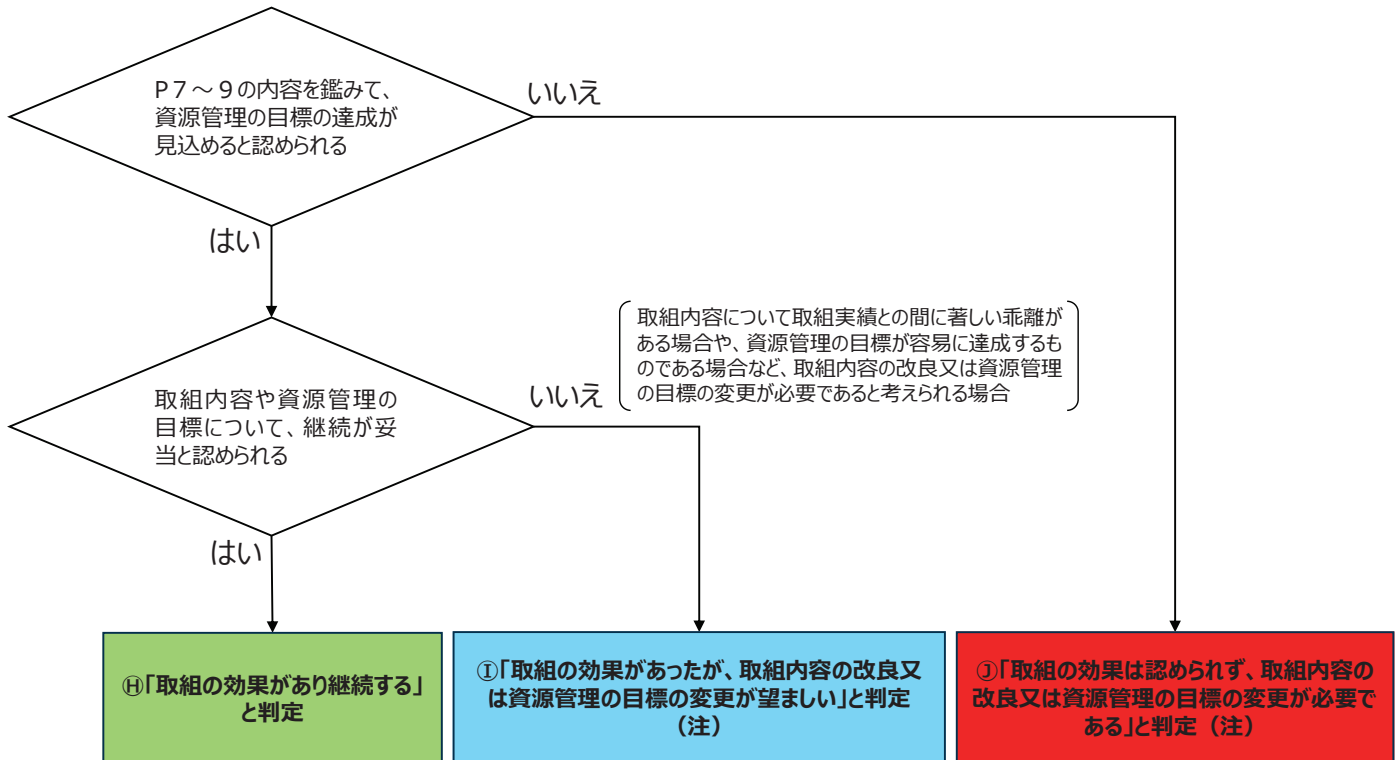 P7～9の内容を鑑みて、
資源管理の目標の達成が
見込めると認められる
いいえ
はい
取組内容について取組実績との間に著しい乖離が
ある場合や、資源管理の目標が容易に達成するも
のである場合など、取組内容の改良又は資源管理
の目標の変更が必要であると考えられる場合
取組内容や資源管理の
目標について、継続が妥
当と認められる
いいえ
はい
Ⓗ「取組の効果があり継続する」
と判定
Ⓘ「取組の効果があったが、取組内容の改良又
は資源管理の目標の変更が望ましい」と判定
（注）
Ⓙ「取組の効果は認められず、取組内容の
改良又は資源管理の目標の変更が必要で
ある」と判定（注）